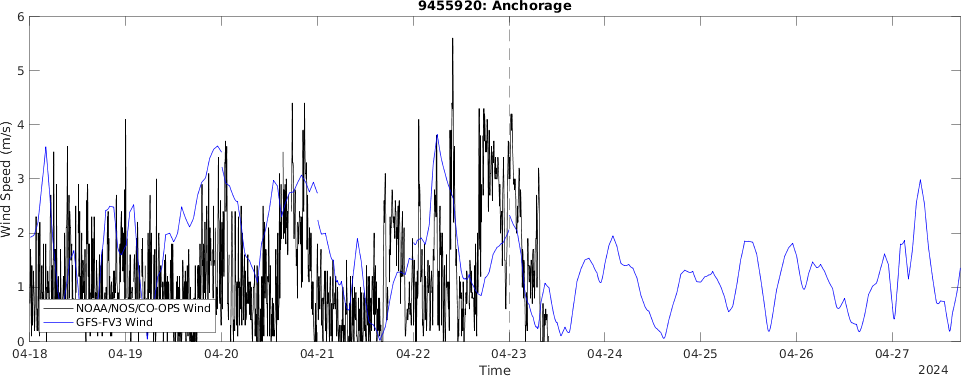 9455920: Anchorage
Wind Speed (m/s)
6
5
4
3
2
1
0
NOAA/NOS/CO-OPS Wind
GFS-FV3 Wind
04-18 04-19 04-20 04-21 04-22 04-23 04-24 04-25 04-26 04-27
Time
2024